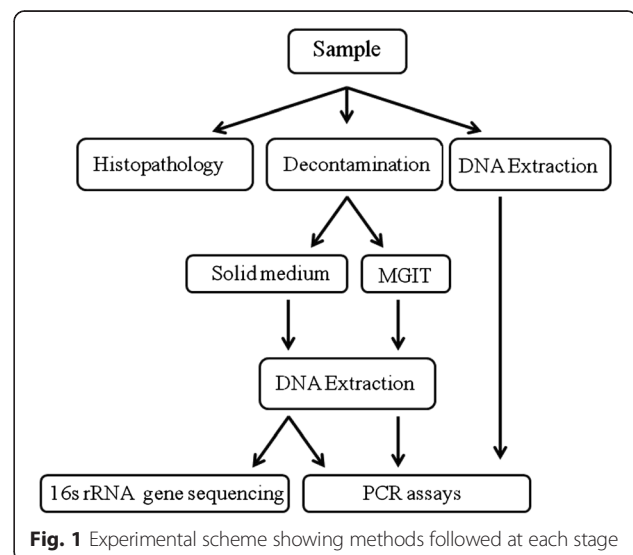 Sample
Histopathology
Decontamination
DNA Extraction
Solid medium
MGIT
DNA Extraction
16s rRNA gene sequencing
PCR assays
Fig. 1 Experimental scheme showing methods followed at each stage